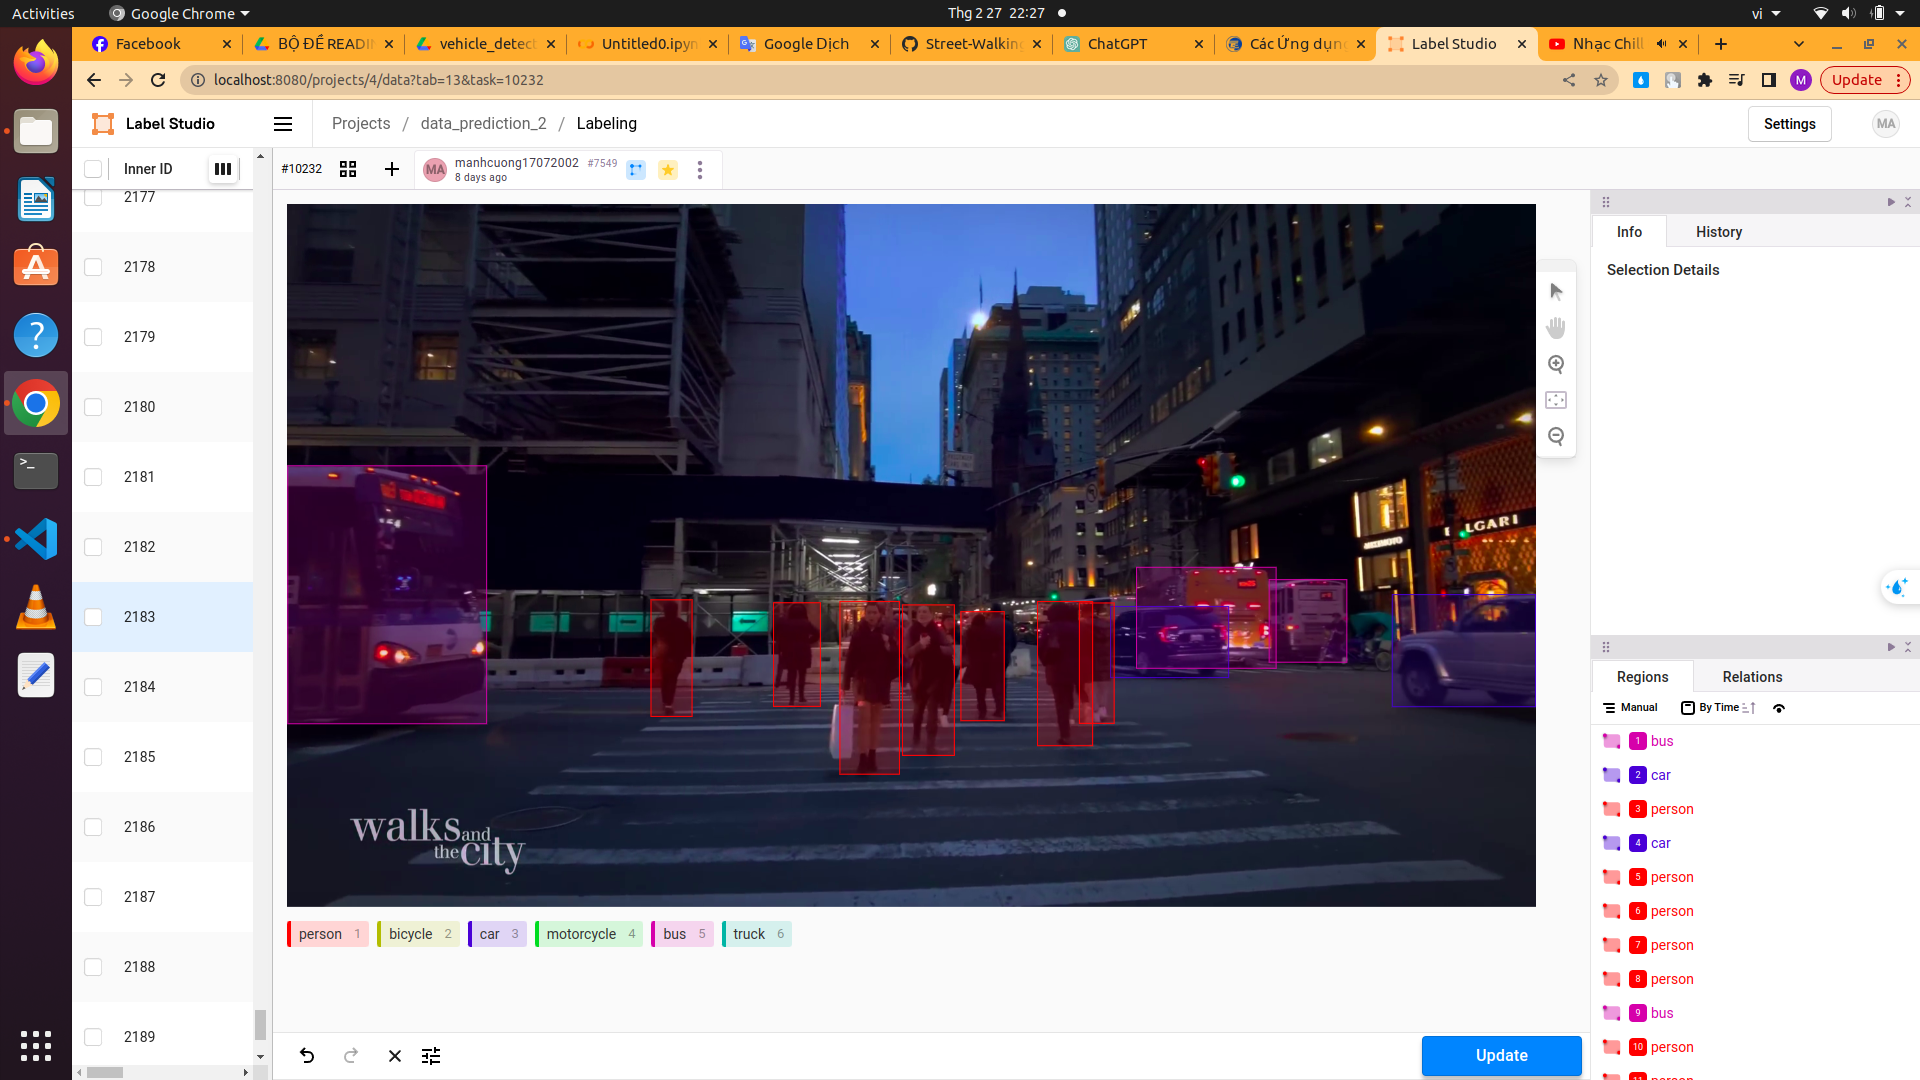 Activities
Google Chrome
Thg 2 27 22:27
vi
Facebook
BỘ ĐỀ READIN
vehicle_detect
Untitled0.ipyn
Google Dịch
Street-Walking
ChatGPT
Các Ứng dụng
Label Studio
Nhạc Chill
localhost:8080/projects/4/data?tab=13&task=10232
M
Update
Label Studio
Projects / data_prediction_2 / Labeling
Settings
MA
Inner ID
#10232
MA
manhcuong17072002 #7549
8 days ago
2177
2178
2179
2180
2181
2182
2183
2184
2185
2186
2187
2188
2189
LGARI
walks and
the city
person 1
bicycle 2
car 3
motorcycle 4
bus 5
truck 6
Update
Info
History
Selection Details
Regions
Relations
Manual
By Time
1 bus
2 car
3 person
4 car
5 person
6 person
7 person
8 person
9 bus
10 person
11 person